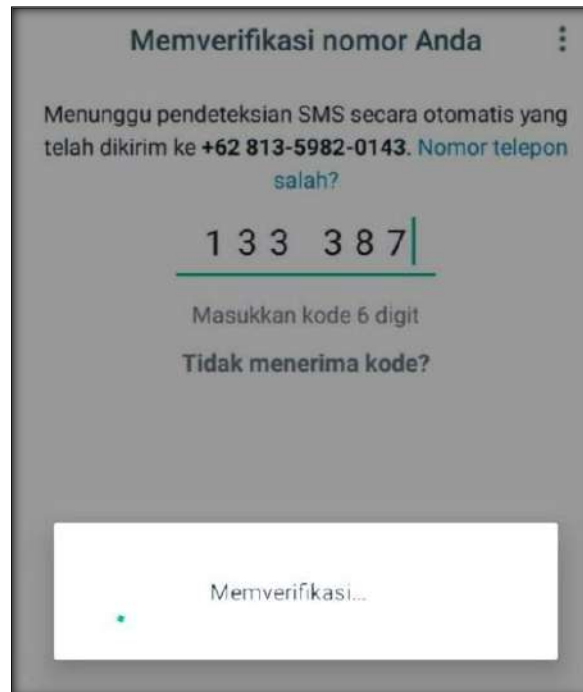 Memverifikasi nomor Anda
Menunggu pendeteksian SMS secara otomatis yang
telah dikirim ke +62 813-5982-0143. Nomor telepon
salah?
133 387
Masukkan kode 6 digit
Tidak menerima kode?
Memverifikasi...